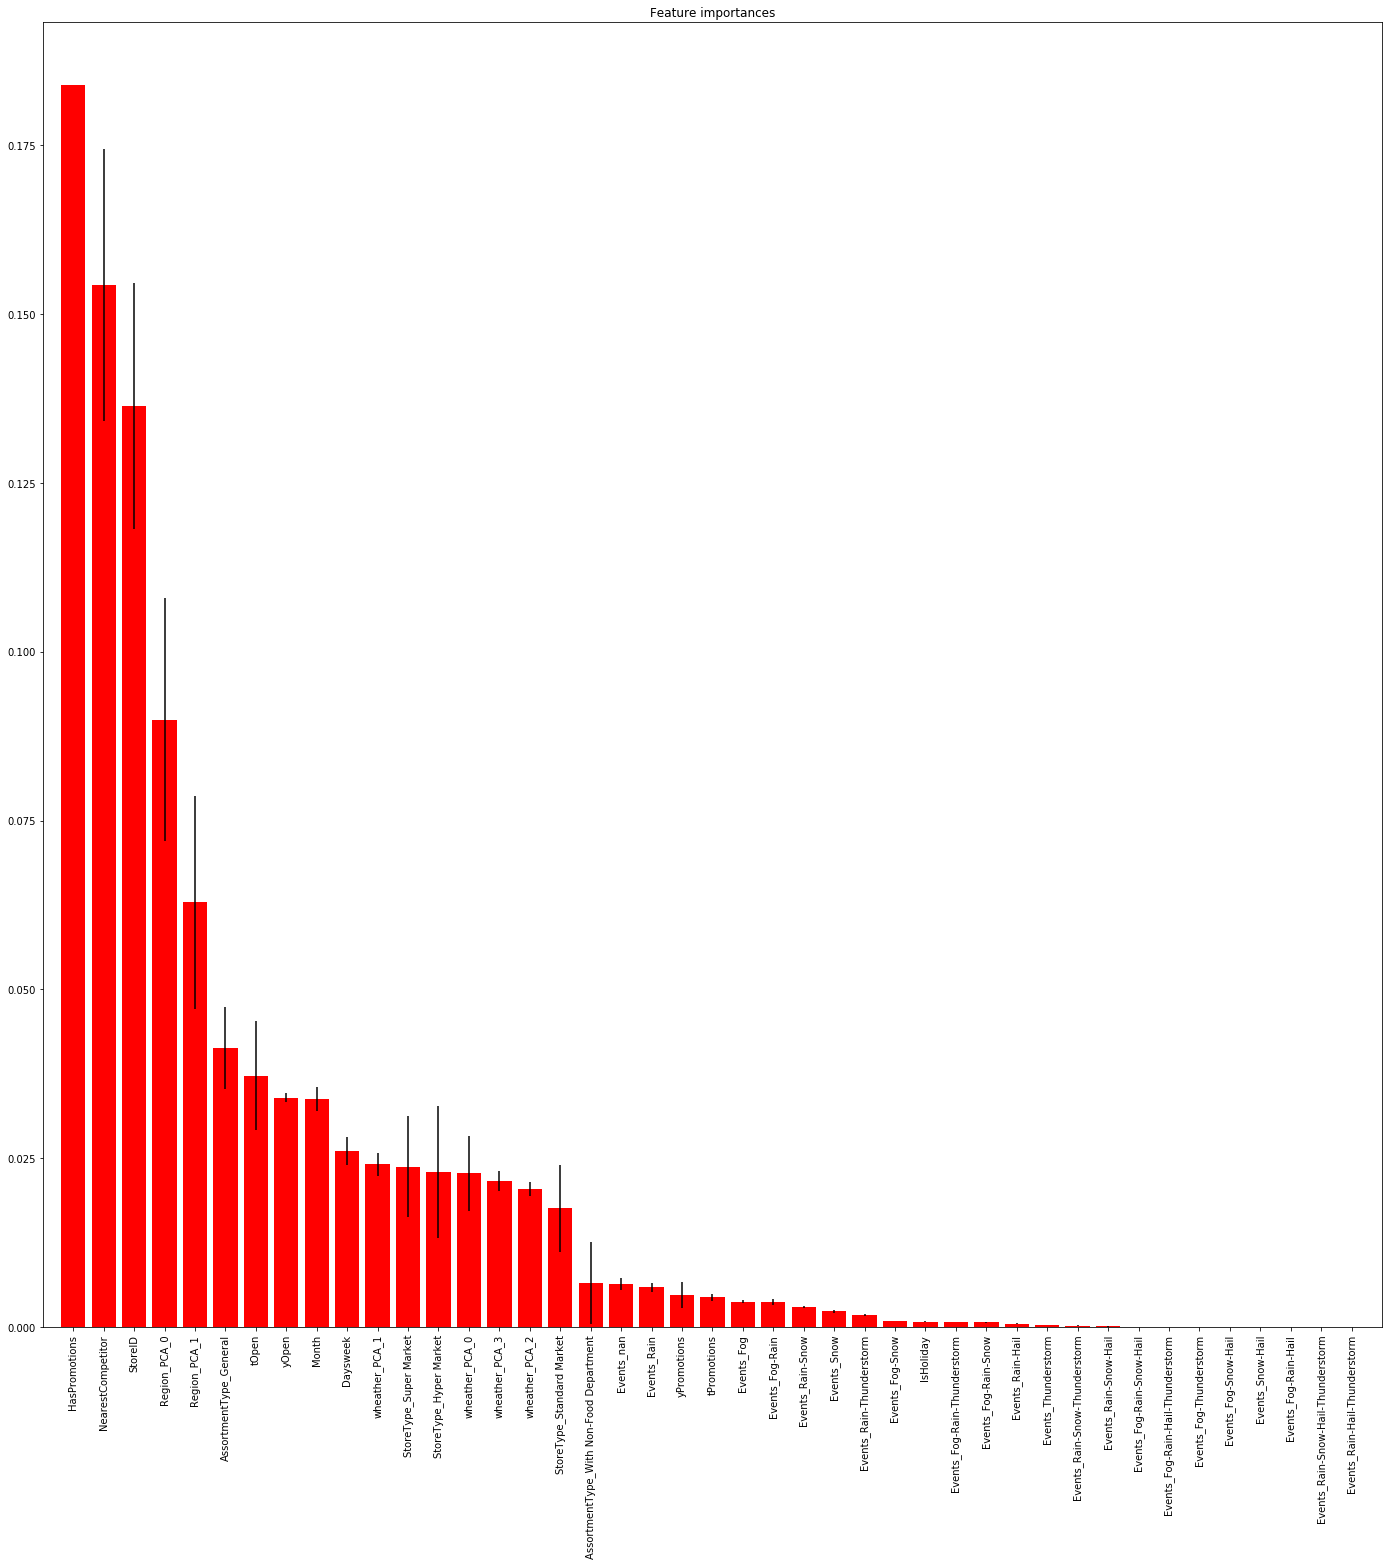 Feature importances
0.175
0.150
0.125
0.100
0.075
0.050
0.025
0.000
HasPromotions
NearestCompetitor
StoreID
Region_PCA_0
Region_PCA_1
AssortmentType_General
tOpen
yOpen
Month
Daysweek
wheather_PCA_1
StoreType_Super Market
StoreType_Hyper Market
wheather_PCA_0
wheather_PCA_3
wheather_PCA_2
StoreType_Standard Market
AssortmentType_With Non-Food Department
Events_nan
Events_Rain
yPromotions
tPromotions
Events_Fog
Events_Fog-Rain
Events_Rain-Snow
Events_Snow
Events_Rain-Thunderstorm
Events_Fog-Snow
IsHoliday
Events_Fog-Rain-Thunderstorm
Events_Fog-Rain-Snow
Events_Rain-Hail
Events_Thunderstorm
Events_Rain-Snow-Thunderstorm
Events_Rain-Snow-Hail
Events_Fog-Rain-Snow-Hail
Events_Fog-Rain-Hail-Thunderstorm
Events_Fog-Thunderstorm
Events_Fog-Snow-Hail
Events_Snow-Hail
Events_Fog-Rain-Hail
Events_Rain-Snow-Hail-Thunderstorm
Events_Rain-Hail-Thunderstorm